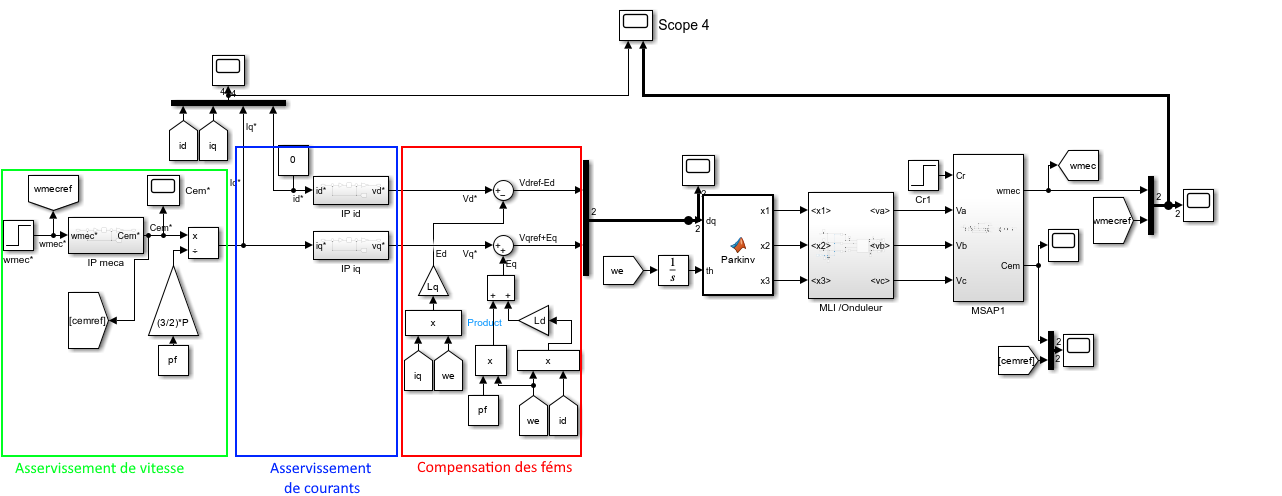 Scope 4
4
4
id
iq
Iq*
Id*
0
id*
id*
vd*
IP id
iq*
vq*
IP iq
wmecref
Cem*
wmec*
wmec*
wmec*
Cem*
IP meca
Cem*
x
÷
[cemref]
(3/2)*P
pf
Vd*
Vdref-Ed
Vq*
Vqref+Eq
+
−
+
+
Ed
Eq
Lq
+
+
x
Product
Ld
x
x
iq
we
pf
we
id
2
2
2
dq
th
Parkinv
x1
x2
x3
we
1
s
<x1>
<x2>
<x3>
<va>
<vb>
<vc>
MLI /Onduleur
Cr1
Cr
Va
Vb
Vc
wmec
Cem
MSAP1
wmec
wmecref
2
2
[cemref]
2
2
Asservissement de vitesse
Asservissement
de courants
Compensation des féms